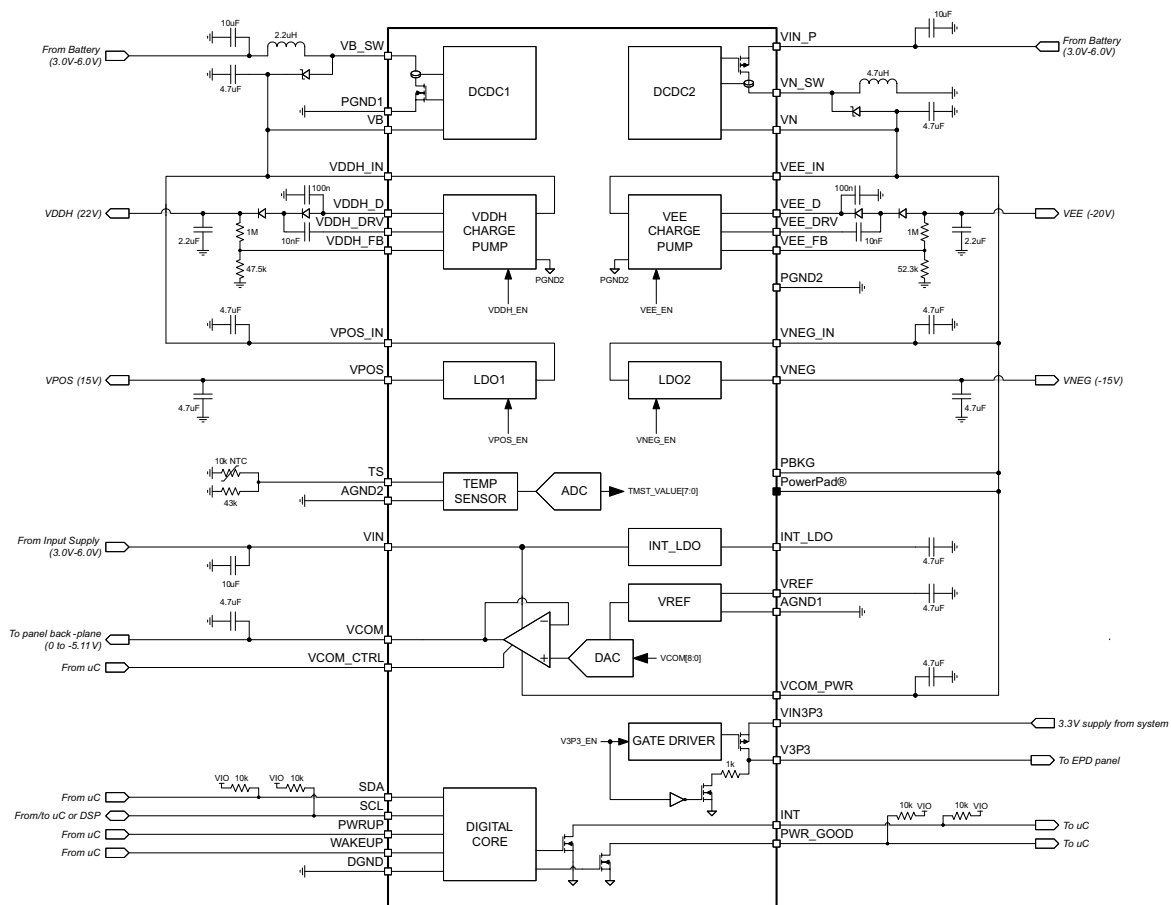 10uF
2.2uH
From Battery
(3.0V-6.0V)
4.7uF
VB_SW
PGND1
VB
DCDC1
DCDC2
VIN_P
10uF
From Battery
(3.0V-6.0V)
VN_SW
4.7uH
VN
4.7uF
VDDH_IN
100n
VDDH (22V)
VDDH_D
VDDH_DRV
VDDH_FB
2.2uF
1M
10nF
47.5k
VDDH
CHARGE
PUMP
PGND2
VDDH_EN
VEE_IN
VEE
CHARGE
PUMP
PGND2
VEE_EN
VEE_D
VEE_DRV
VEE_FB
100n
10nF
1M
2.2uF
52.3k
VEE (-20V)
PGND2
4.7uF
VPOS_IN
VPOS (15V)
VPOS
4.7uF
LDO1
VPOS_EN
LDO2
VNEG_EN
VNEG_IN
4.7uF
VNEG
4.7uF
VNEG (-15V)
10k NTC
43k
TS
AGND2
TEMP
SENSOR
ADC
TMST_VALUE[7:0]
PBKG
PowerPad®
From Input Supply
(3.0V-6.0V)
VIN
10uF
INT_LDO
INT_LDO
4.7uF
VREF
VREF
AGND1
4.7uF
4.7uF
To panel back -plane
(0 to -5.11V)
VCOM
From uC
VCOM_CTRL
DAC
VCOM[8:0]
VCOM_PWR
4.7uF
VIN3P3
3.3V supply from system
V3P3_EN
GATE DRIVER
1k
V3P3
To EPD panel
VIO
10k
VIO
10k
From uC
SDA
From/to uC or DSP
SCL
From uC
PWRUP
From uC
WAKEUP
DGND
DIGITAL
CORE
INT
PWR_GOOD
10k
VIO
10k
VIO
To uC
To uC